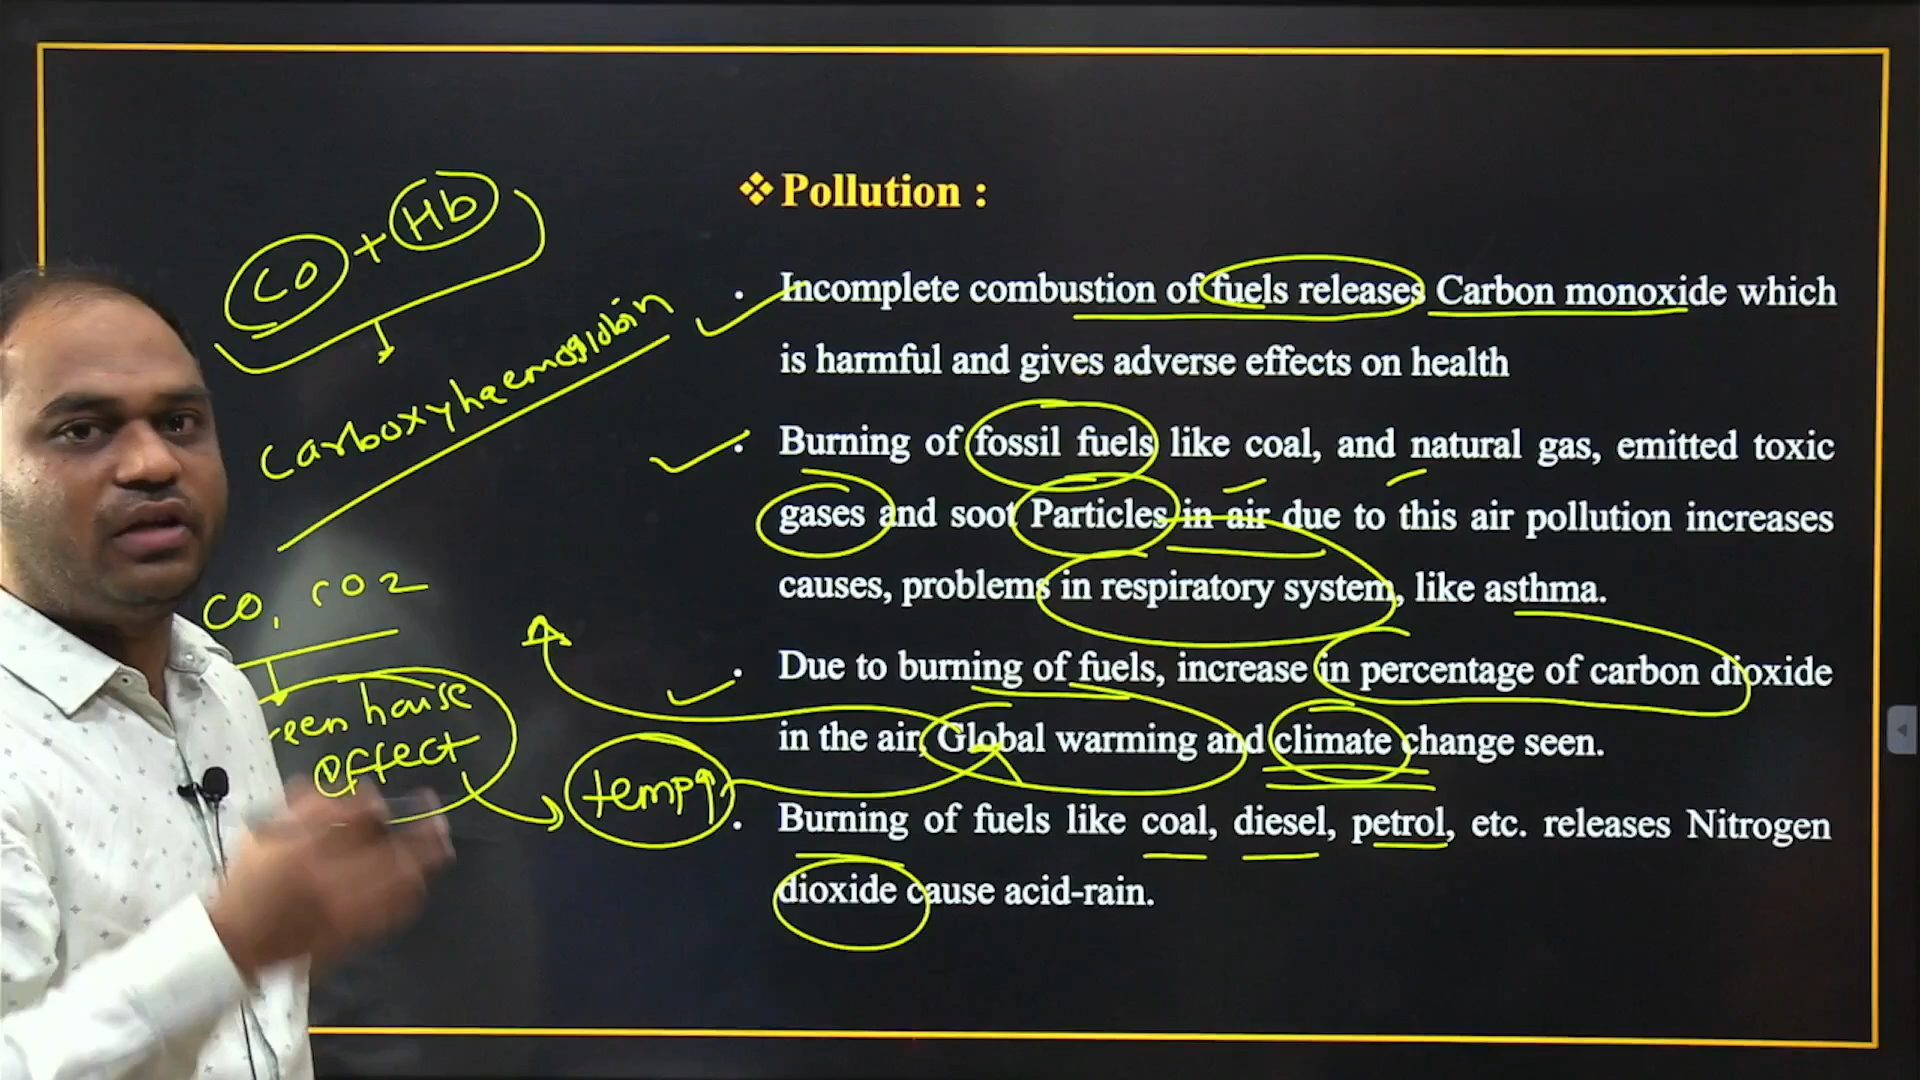 ❖ Pollution :
• Incomplete combustion of fuels releases Carbon monoxide which
is harmful and gives adverse effects on health
• Burning of fossil fuels like coal, and natural gas, emitted toxic
gases and soot Particles in air due to this air pollution increases
causes, problems in respiratory system, like asthma.
• Due to burning of fuels, increase in percentage of carbon dioxide
in the air, Global warming and climate change seen.
• Burning of fuels like coal, diesel, petrol, etc. releases Nitrogen
dioxide cause acid-rain.
CO + Hb
Carboxyhaemoglobin
CO, CO2
reen house
effect
temp↑